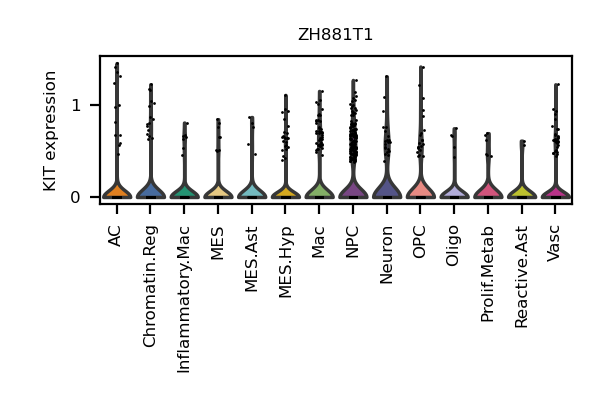 ZH881T1
KIT expression
1
0
AC
Chromatin.Reg
Inflammatory.Mac
MES
MES.Ast
MES.Hyp
Mac
NPC
Neuron
OPC
Oligo
Prolif.Metab
Reactive.Ast
Vasc